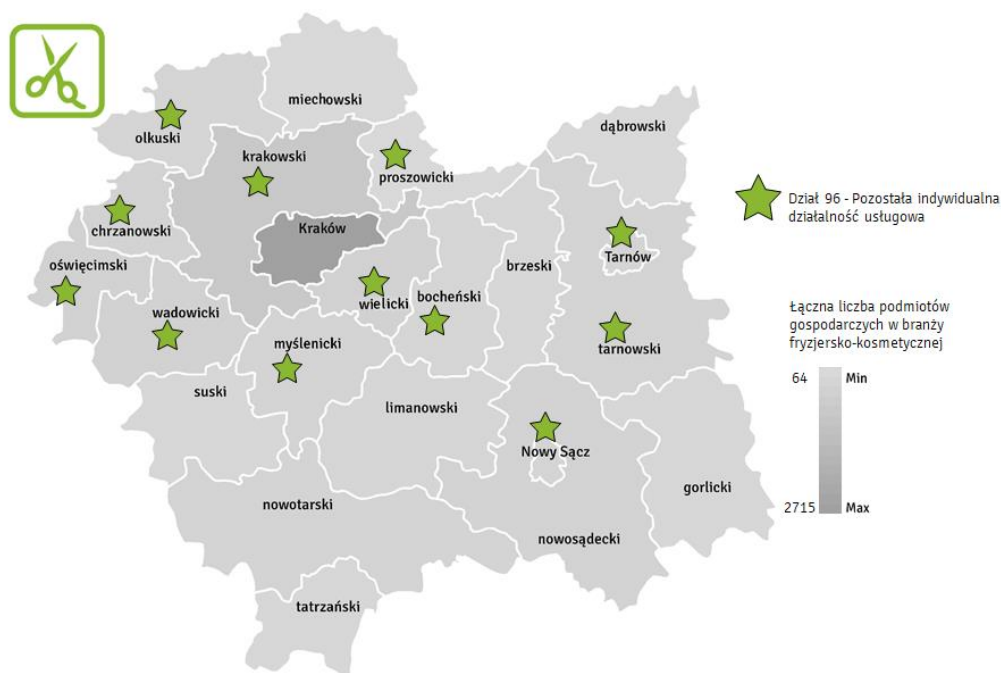 miechowski
dąbrowski
olkuski
krakowski
proszowicki
Dział 96 - Pozostała indywidualna
działalność usługowa
chrzanowski
Kraków
Tarnów
oświęcimski
brzeski
wielicki
bocheński
wadowicki
Łączna liczba podmiotów
gospodarczych w branży
fryzjersko-kosmetycznej
myślenicki
tarnowski
64 Min
suski
limanowski
Nowy Sącz
gorlicki
nowotarski
2715 Max
nowosądecki
tatrzański